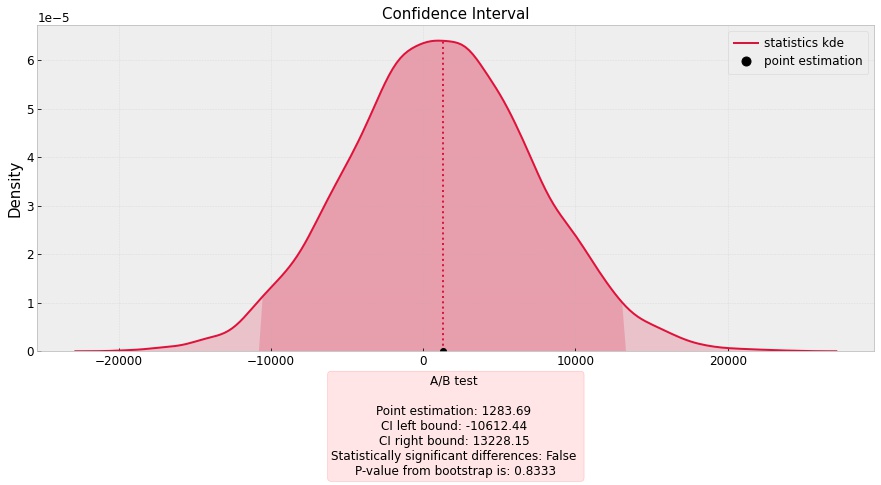 Confidence Interval
1e−5
statistics kde
point estimation
6
5
4
3
2
1
0
Density
−20000
−10000
0
10000
20000
A/B test
Point estimation: 1283.69
CI left bound: -10612.44
CI right bound: 13228.15
Statistically significant differences: False
P-value from bootstrap is: 0.8333